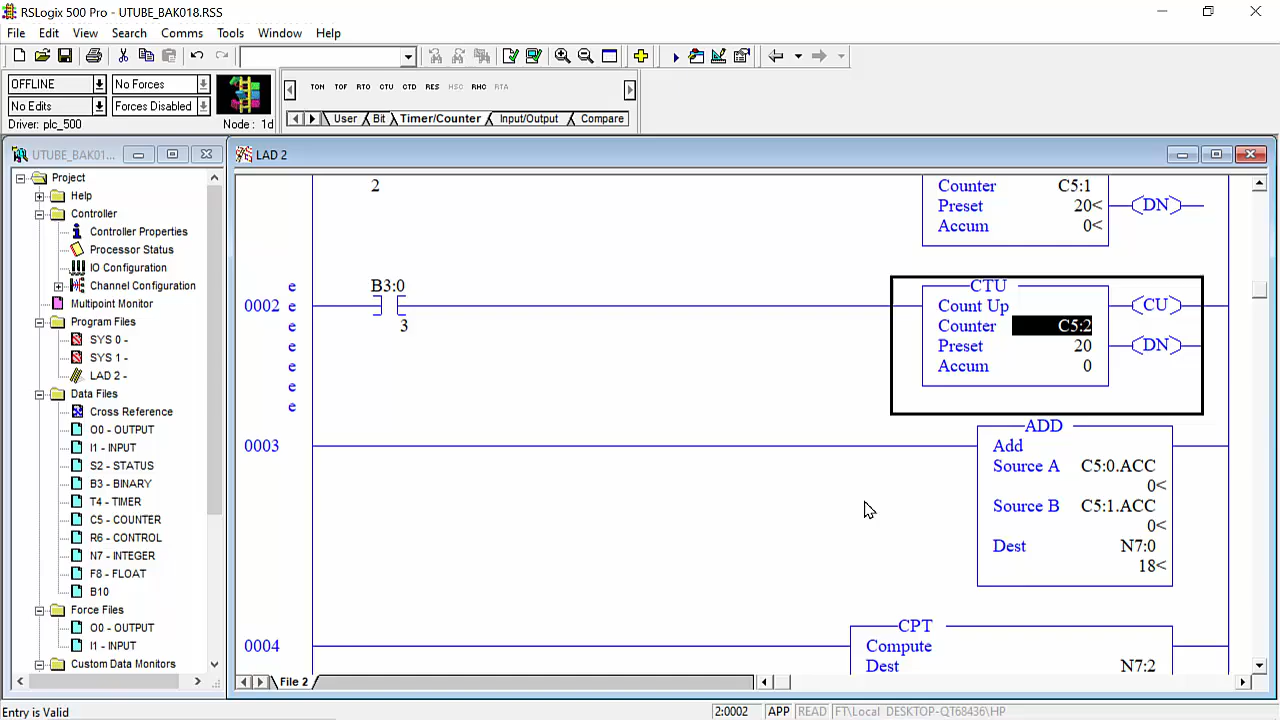 RSLogix 500 Pro - UTUBE_BAK018.RSS
File Edit View Search Comms Tools Window Help
OFFLINE No Forces
No Edits Forces Disabled
Driver: plc_500 Node : 1d
TON TOF RTO CTU CTD RES HSC RHC RTA
User Bit Timer/Counter Input/Output Compare
UTUBE_BAK01...
Project
Help
Controller
Controller Properties
Processor Status
IO Configuration
Channel Configuration
Multipoint Monitor
Program Files
SYS 0 -
SYS 1 -
LAD 2 -
Data Files
Cross Reference
O0 - OUTPUT
I1 - INPUT
S2 - STATUS
B3 - BINARY
T4 - TIMER
C5 - COUNTER
R6 - CONTROL
N7 - INTEGER
F8 - FLOAT
B10
Force Files
O0 - OUTPUT
I1 - INPUT
Custom Data Monitors
LAD 2
2 Counter C5:1
Preset 20< DN
Accum 0<
e B3:0 CTU
0002 Count Up CU
e 3 Counter C5:2
e Preset 20 DN
e Accum 0
e
e
ADD
0003 Add
Source A C5:0.ACC
0<
Source B C5:1.ACC
0<
Dest N7:0
18<
CPT
0004 Compute
Dest N7:2
File 2
Entry is Valid 2:0002 APP READ FT\Local DESKTOP-QT68436\HP